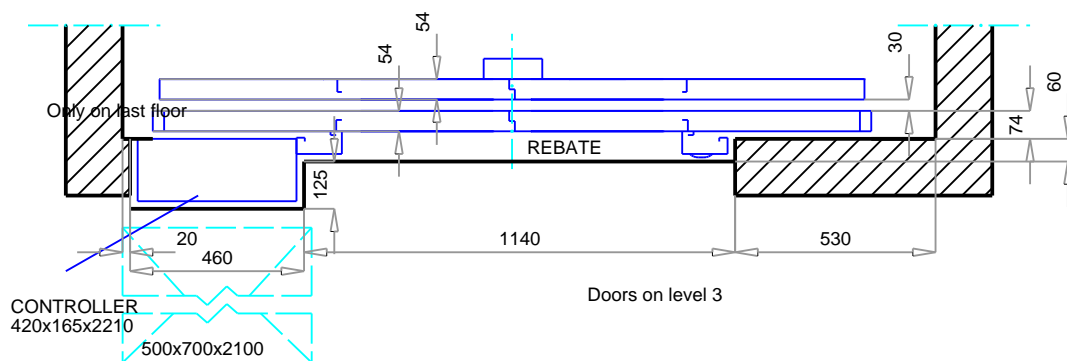 54
54
30
60
74
Only on last floor
REBATE
125
20
460
1140
530
Doors on level 3
CONTROLLER
420x165x2210
500x700x2100